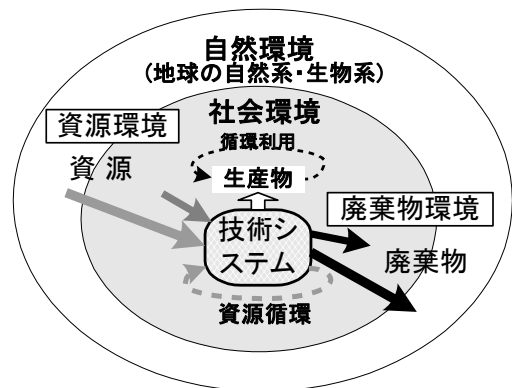 自然環境
(地球の自然系・生物系)
社会環境
資源環境
循環利用
資 源
生産物
廃棄物環境
技術シ
ステム
廃棄物
資源循環